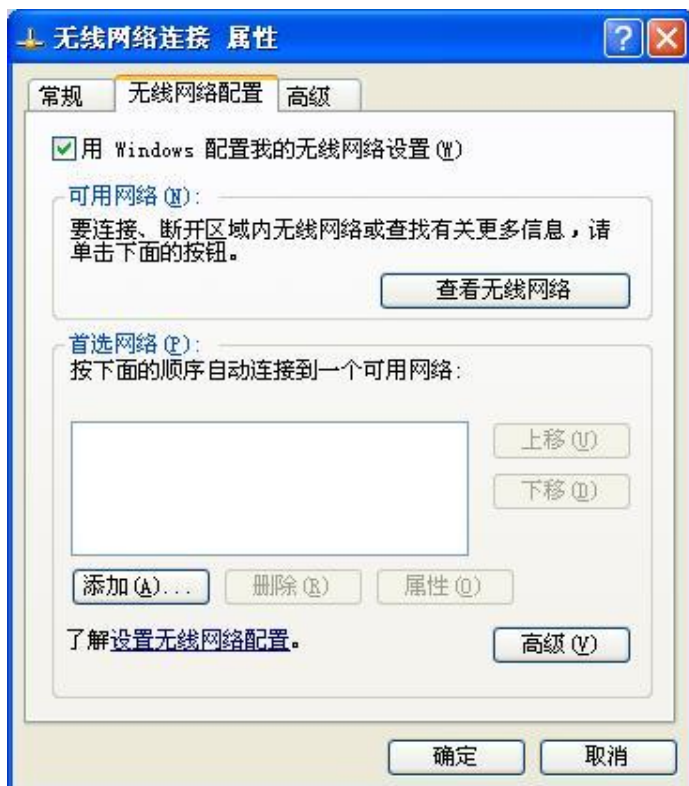 无线网络连接 属性
常规 无线网络配置 高级
用 Windows 配置我的无线网络设置(W)
可用网络(N):
要连接、断开区域内无线网络或查找有关更多信息，请
单击下面的按钮。
查看无线网络
首选网络(P):
按下面的顺序自动连接到一个可用网络:
上移(U)
下移(D)
添加(A)... 删除(R) 属性(O)
了解设置无线网络配置。
高级(V)
确定 取消